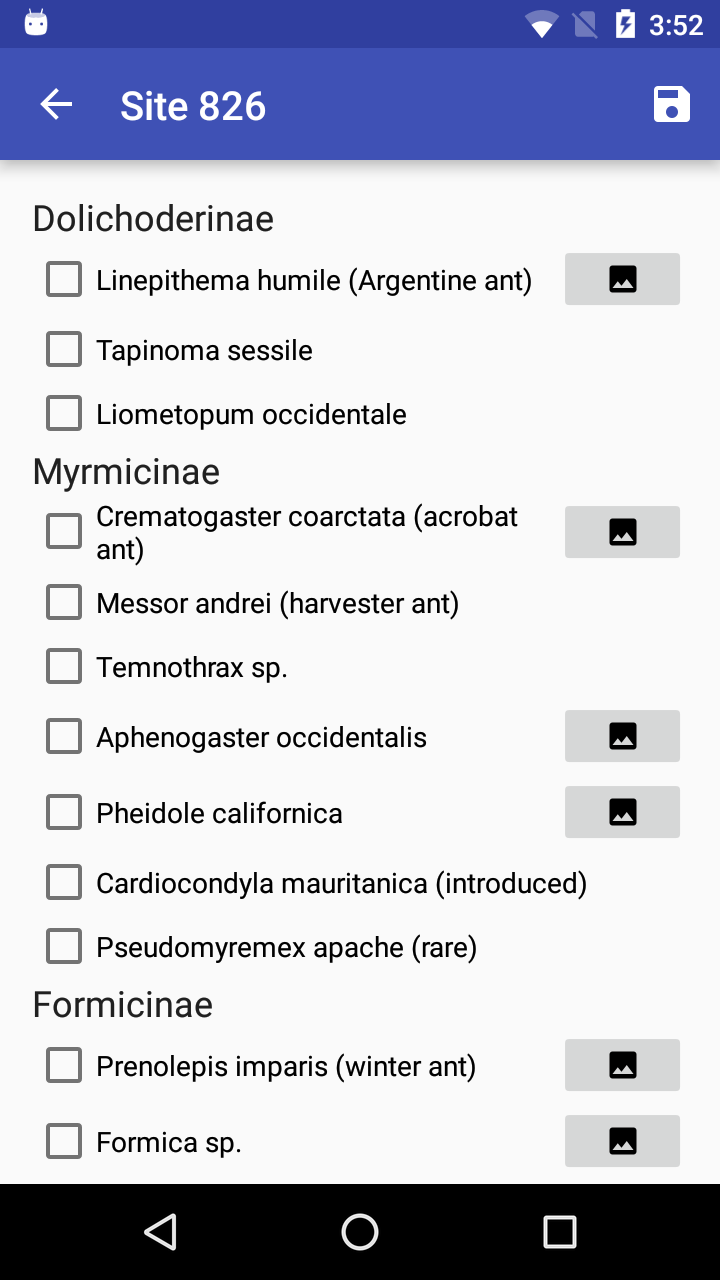 3:52
Site 826
Dolichoderinae
Linepithema humile (Argentine ant)
Tapinoma sessile
Liometopum occidentale
Myrmicinae
Crematogaster coarctata (acrobat
ant)
Messor andrei (harvester ant)
Temnothrax sp.
Aphenogaster occidentalis
Pheidole californica
Cardiocondyla mauritanica (introduced)
Pseudomyremex apache (rare)
Formicinae
Prenolepis imparis (winter ant)
Formica sp.